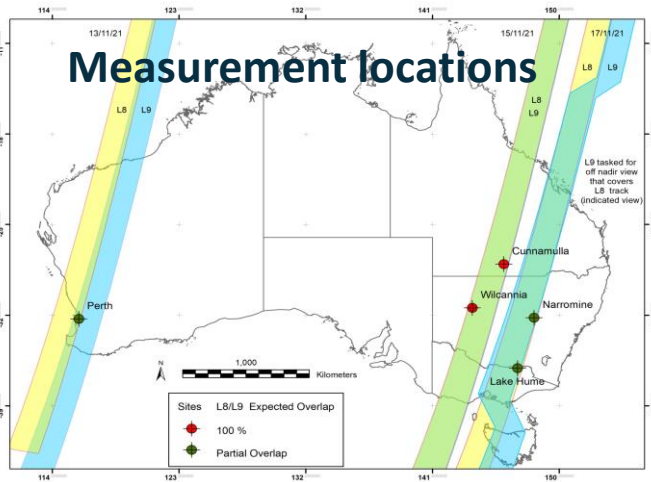 114 123 132 141 150
13/11/21 15/11/21 17/11/21
Measurement locations
L8 L9
L8
L9
L8 L9
L9 tasked for
off nadir view
that covers
L8 track
(indicated view)
Cunnamulla
Wilcannia
Perth
Narromine
Lake Hume
N
1,000
Kilometers
Sites L8/L9 Expected Overlap
100 %
Partial Overlap
114 123 132 141 150